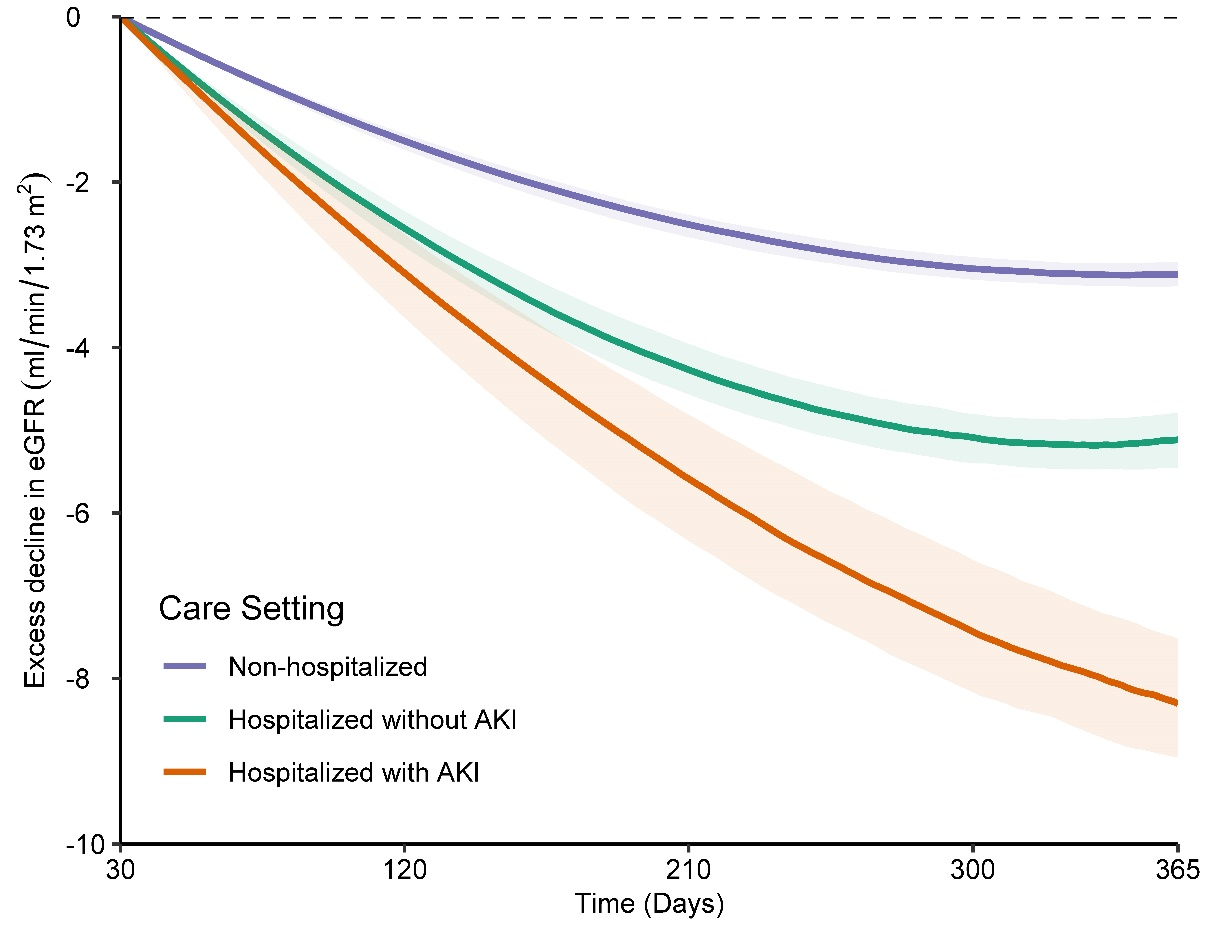 0
-2
-4
-6
-8
-10
Excess decline in eGFR (ml/min/1.73 m²)
Care Setting
Non-hospitalized
Hospitalized without AKI
Hospitalized with AKI
30 120 210 300 365
Time (Days)